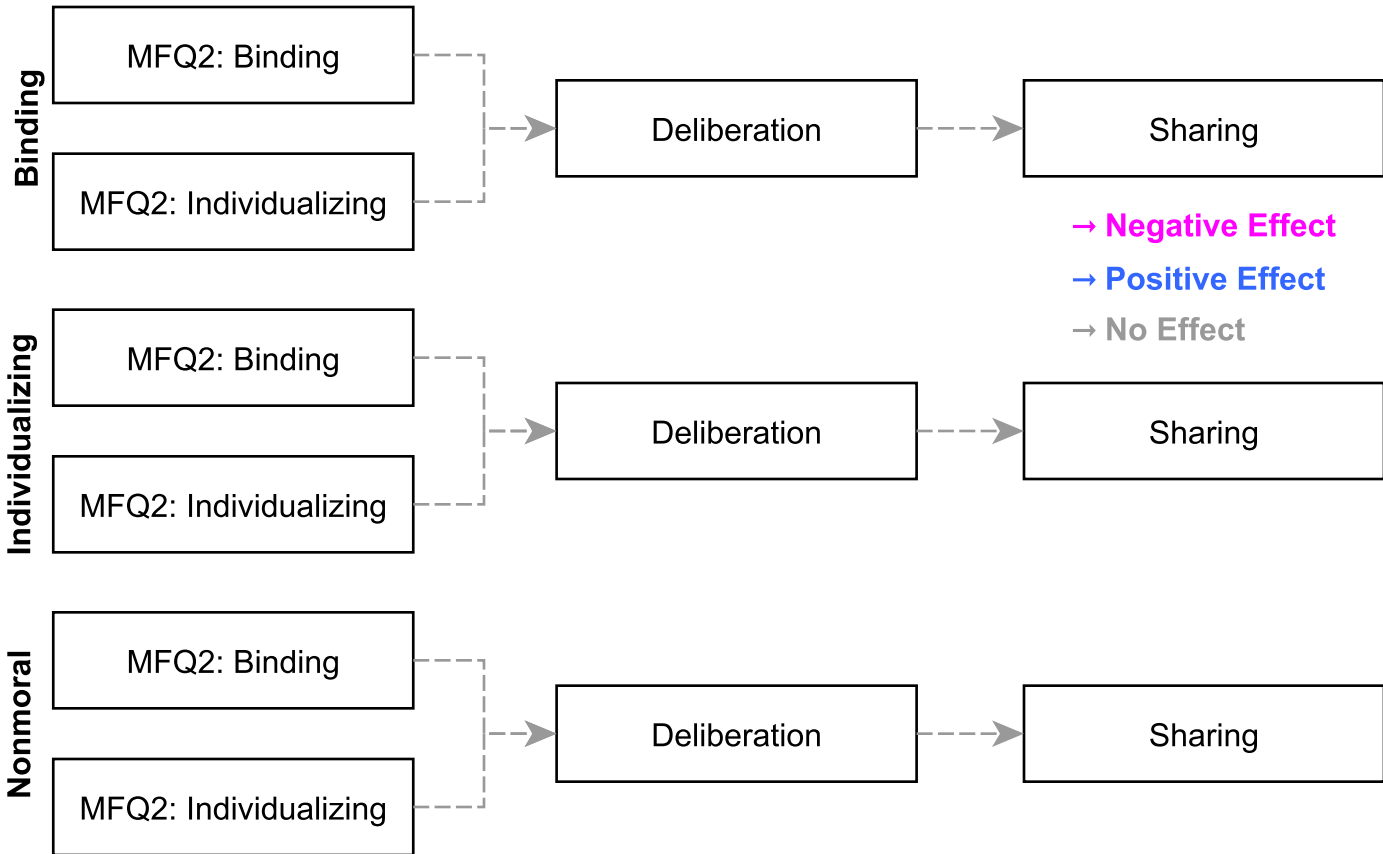 Binding
MFQ2: Binding
MFQ2: Individualizing
Deliberation
Sharing
→ Negative Effect
→ Positive Effect
→ No Effect
Individualizing
MFQ2: Binding
MFQ2: Individualizing
Deliberation
Sharing
Nonmoral
MFQ2: Binding
MFQ2: Individualizing
Deliberation
Sharing